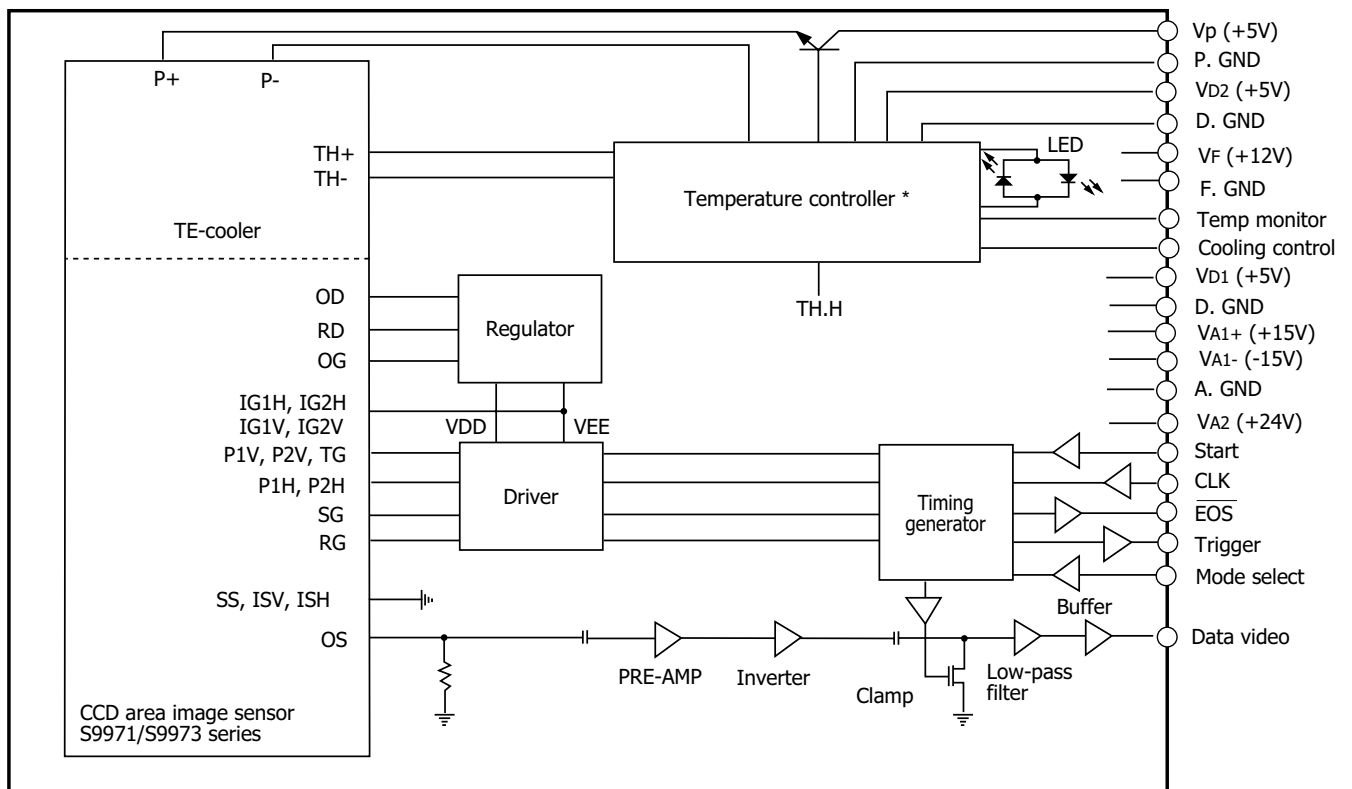 Vp (+5V)
P. GND
VD2 (+5V)
D. GND
VF (+12V)
F. GND
Temp monitor
Cooling control
VD1 (+5V)
D. GND
VA1+ (+15V)
VA1- (-15V)
A. GND
VA2 (+24V)
Start
CLK
EOS
Trigger
Mode select
Data video
P+
P-
TH+
TH-
TE-cooler
Temperature controller *
LED
TH.H
OD
RD
OG
Regulator
IG1H, IG2H
IG1V, IG2V
VDD
VEE
P1V, P2V, TG
P1H, P2H
SG
RG
Driver
Timing
generator
SS, ISV, ISH
OS
PRE-AMP
Inverter
Clamp
Low-pass
filter
Buffer
CCD area image sensor
S9971/S9973 series